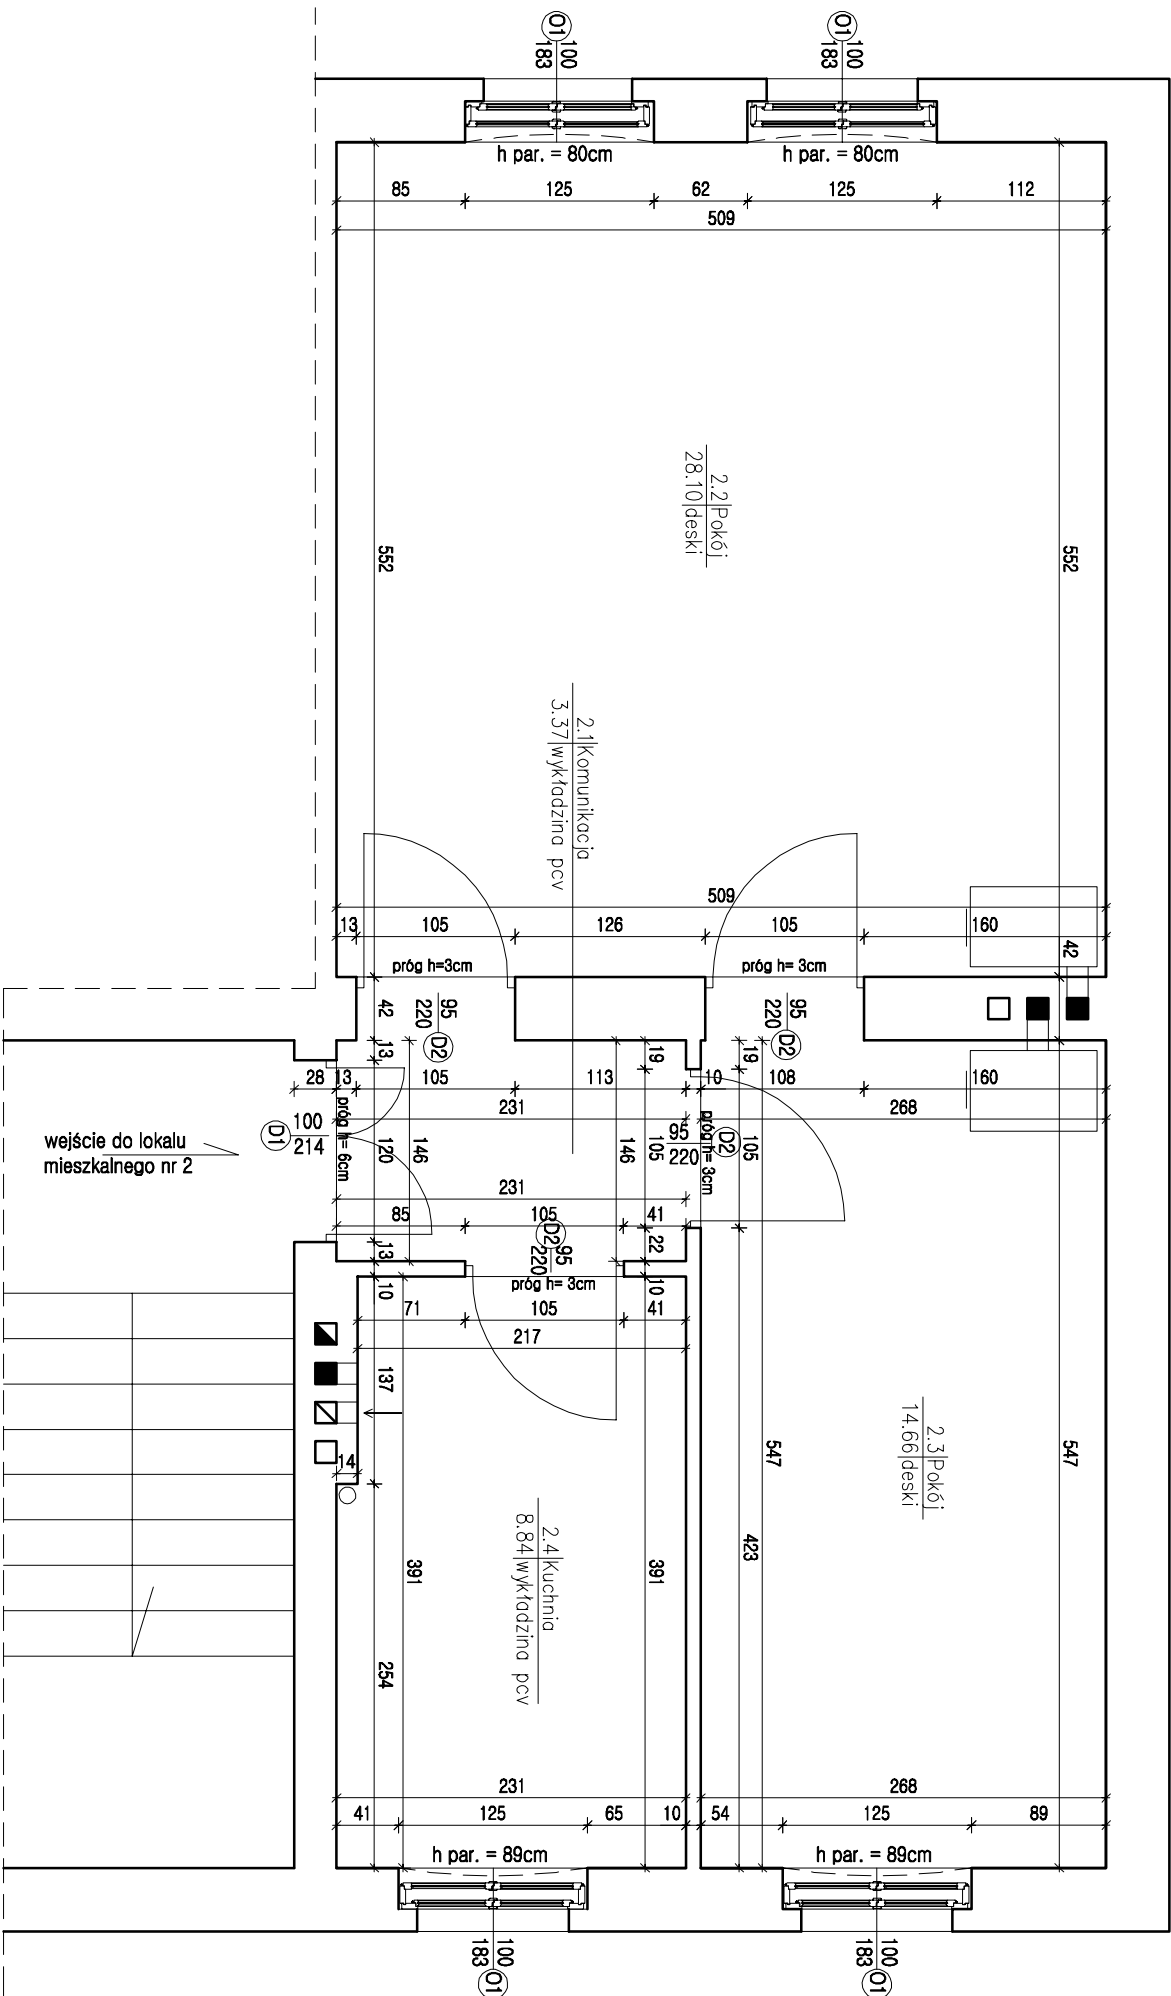 O1 100
183
O1 100
183
h par. = 80cm
h par. = 80cm
85 125 62 125 112
509
2.2 Pokój
28.10 deski
552
552
2.1 Komunikacja
3.37 wykładzina pcv
509
13 105 126 105 160
próg h=3cm
próg h= 3cm
42
42
95
220 D2
95
220 D2
13
19
19
28 13 105 113 10 108 160
231
268
próg h= 6cm
próg h= 3cm
D1 100
214
95
220 D2
wejście do lokalu
mieszkalnego nr 2
120
146
146
105
105
231
85 105 41
13
22
D2 95
220
próg h= 3cm
10
10
71 105 41
217
137
14
2.3 Pokój
14.66 deski
547
547
423
2.4 Kuchnia
8.84 wykładzina pcv
391
391
254
231
268
41 125 65 10 54 125 89
h par. = 89cm
h par. = 89cm
100
183 O1
100
183 O1